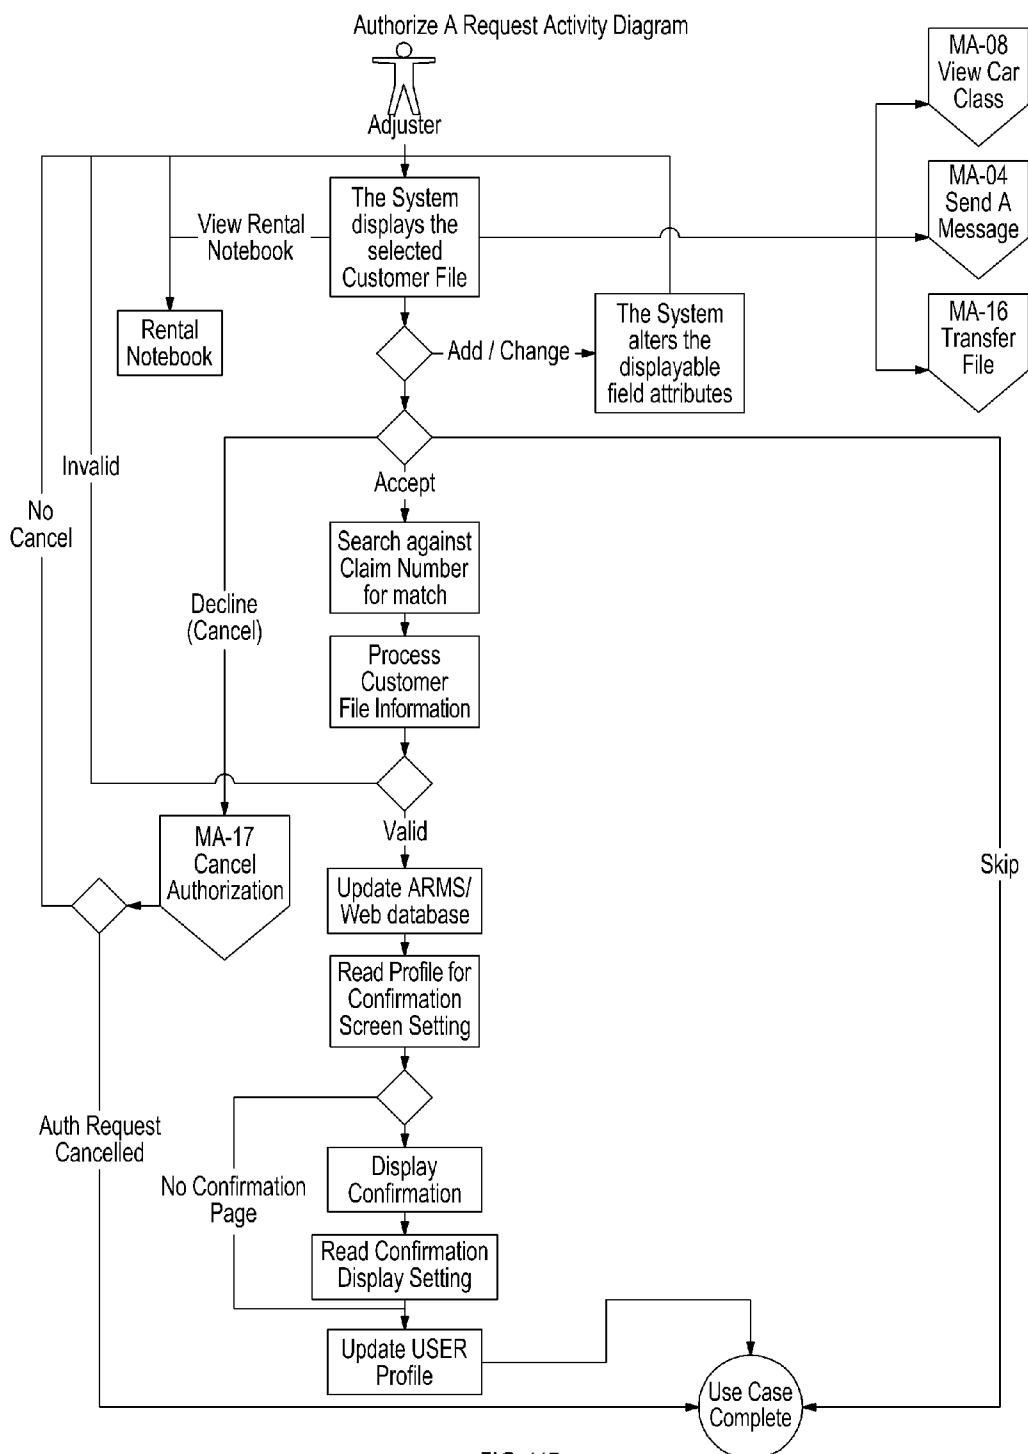 Authorize A Request Activity Diagram
Adjuster
MA-08
View Car
Class
MA-04
Send A
Message
MA-16
Transfer
File
The System
displays the
selected
Customer File
View Rental
Notebook
Rental
Notebook
Add / Change
The System
alters the
displayable
field attributes
Invalid
No
Cancel
Accept
Search against
Claim Number
for match
Decline
(Cancel)
Process
Customer
File Information
Valid
MA-17
Cancel
Authorization
Skip
Update ARMS/
Web database
Read Profile for
Confirmation
Screen Setting
Auth Request
Cancelled
No Confirmation
Page
Display
Confirmation
Read Confirmation
Display Setting
Update USER
Profile
Use Case
Complete